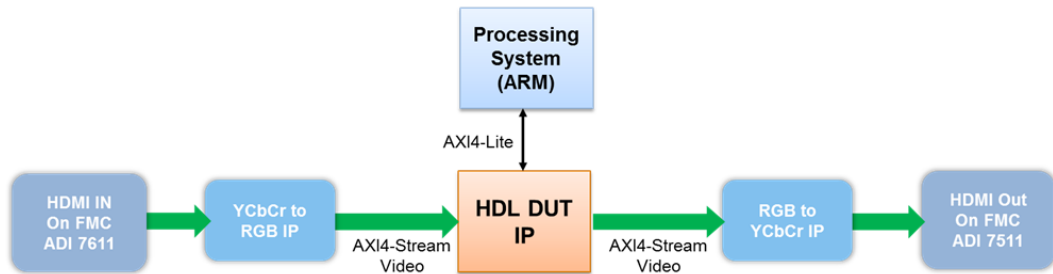 Processing
System
(ARM)
AXI4-Lite
HDMI IN
On FMC
ADI 7611
YCbCr to
RGB IP
AXI4-Stream
Video
HDL DUT
IP
AXI4-Stream
Video
RGB to
YCbCr IP
HDMI Out
On FMC
ADI 7511